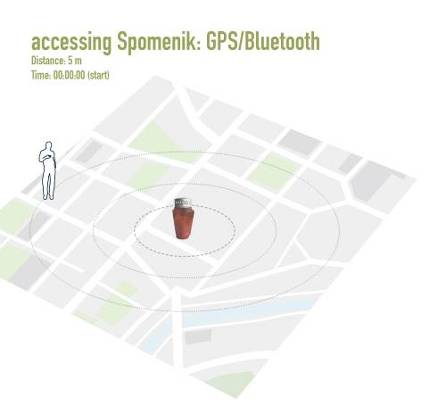 accessing Spomenik: GPS/Bluetooth
Distance: 5 m
Time: 00:00:00 (start)